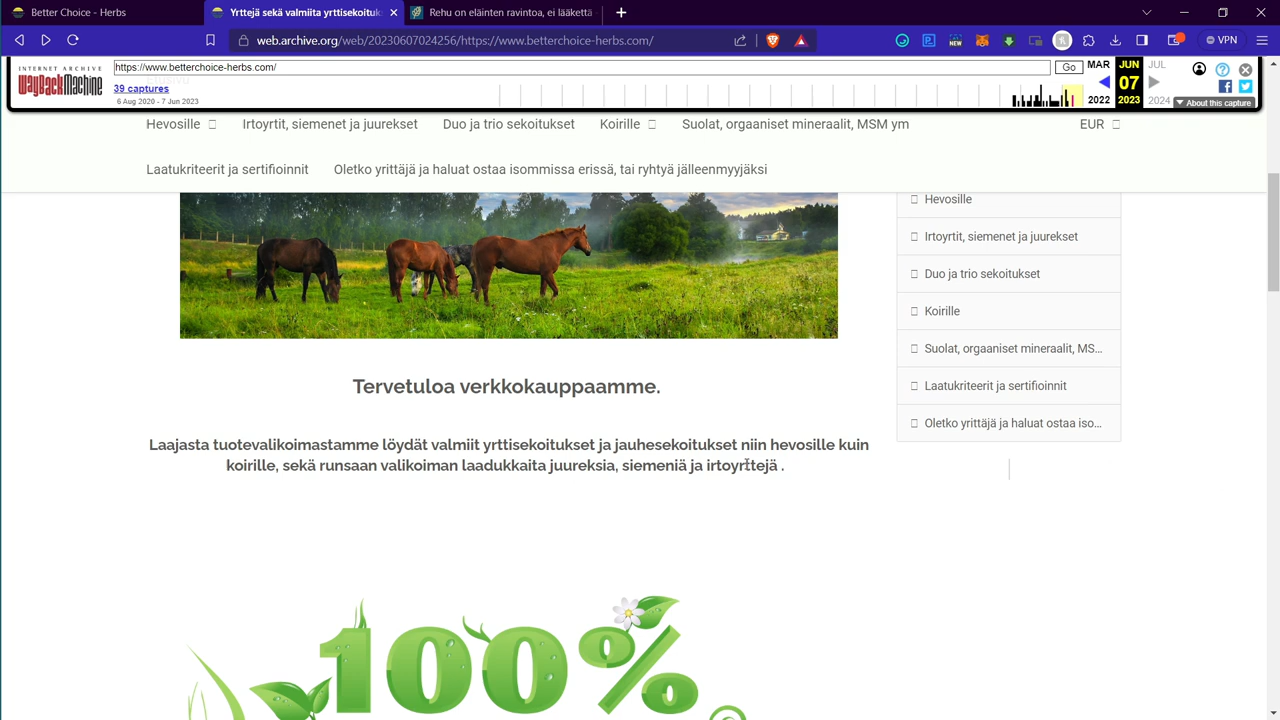 Better Choice - Herbs
Yrttejä sekä valmiita yrttisekoituks
Rehu on eläinten ravintoa, ei lääkettä
web.archive.org/web/20230607024256/https://www.betterchoice-herbs.com/
VPN
INTERNET ARCHIVE
WayBackMachine
https://www.betterchoice-herbs.com/
Go
39 captures
6 Aug 2020 - 7 Jun 2023
MAR JUN JUL
07
2022 2023 2024
About this capture
Hevosille
Irtoyrtit, siemenet ja juurekset
Duo ja trio sekoitukset
Koirille
Suolat, orgaaniset mineraalit, MSM ym
EUR
Laatukriteerit ja sertifioinnit
Oletko yrittäjä ja haluat ostaa isommissa erissä, tai ryhtyä jälleenmyyjäksi
Hevosille
Irtoyrtit, siemenet ja juurekset
Duo ja trio sekoitukset
Koirille
Suolat, orgaaniset mineraalit, MS...
Laatukriteerit ja sertifioinnit
Oletko yrittäjä ja haluat ostaa iso...
Tervetuloa verkkokauppaamme.
Laajasta tuotevalikoimastamme löydät valmiit yrttisekoitukset ja jauhesekoitukset niin hevosille kuin
koirille, sekä runsaan valikoiman laadukkaita juureksia, siemeniä ja irtoyrttejä .
100%